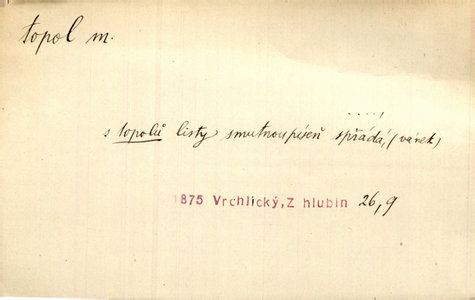 topol m.
s topolů listy smutnou píseň spřádá, (vánek)
1875 Vrchlický, Z hlubin 26,9